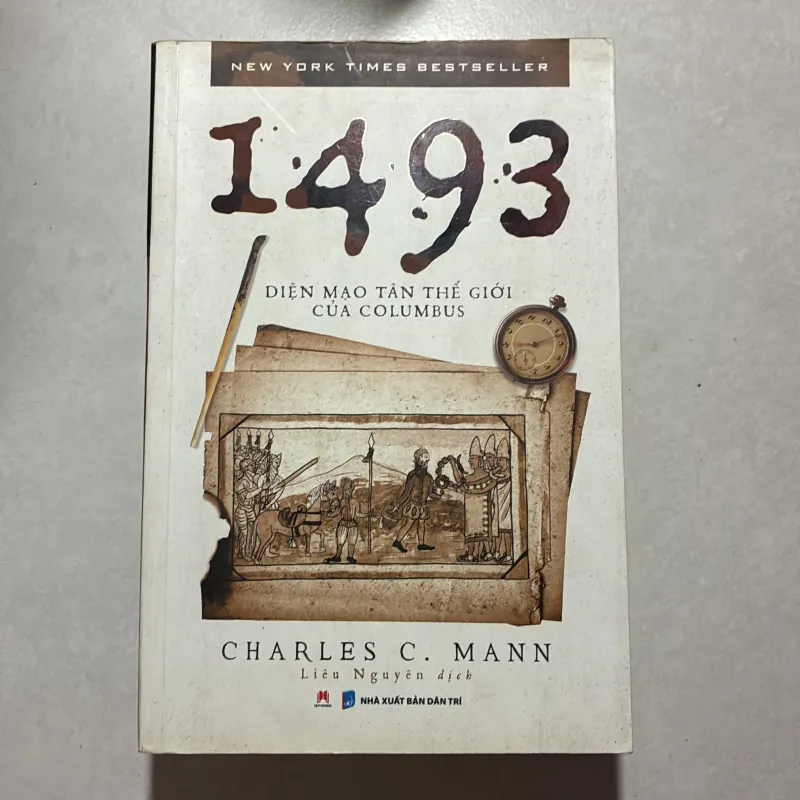 NEW YORK TIMES BESTSELLER
1493
DIỆN MẠO TÂN THẾ GIỚI
CỦA COLUMBUS
CHARLES C. MANN
Liêu Nguyên dịch
NHÀ XUẤT BẢN DÂN TRÍ